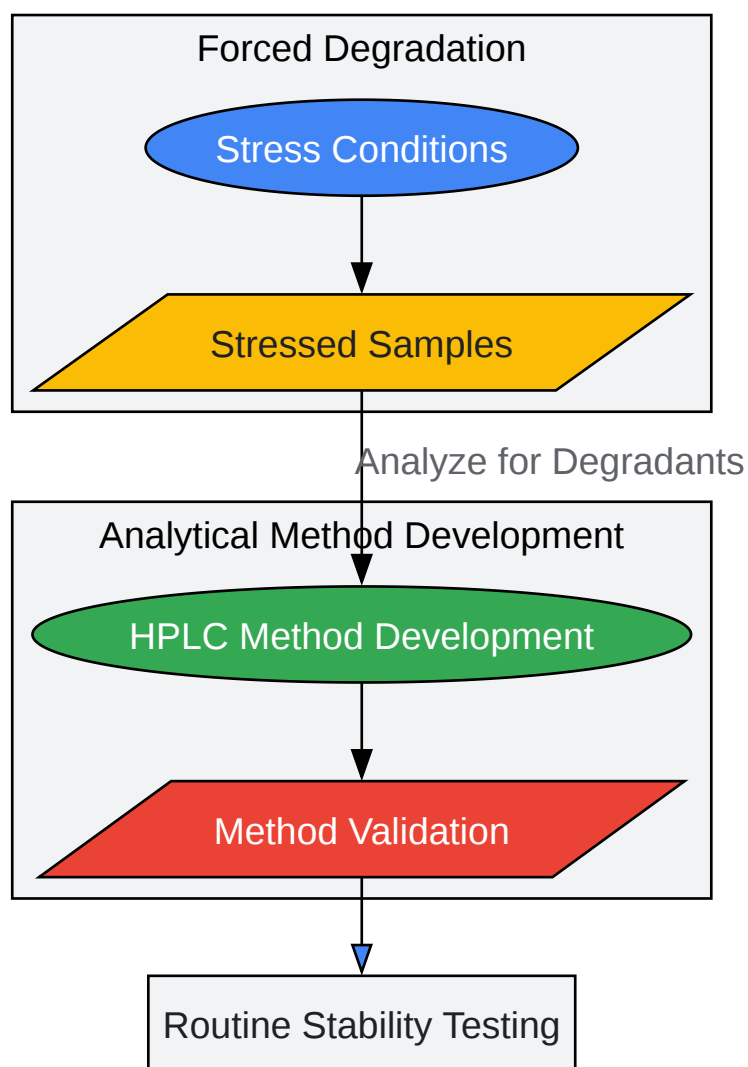 Forced Degradation
Stress Conditions
Stressed Samples
Analyze for Degradants
Analytical Method Development
HPLC Method Development
Method Validation
Routine Stability Testing